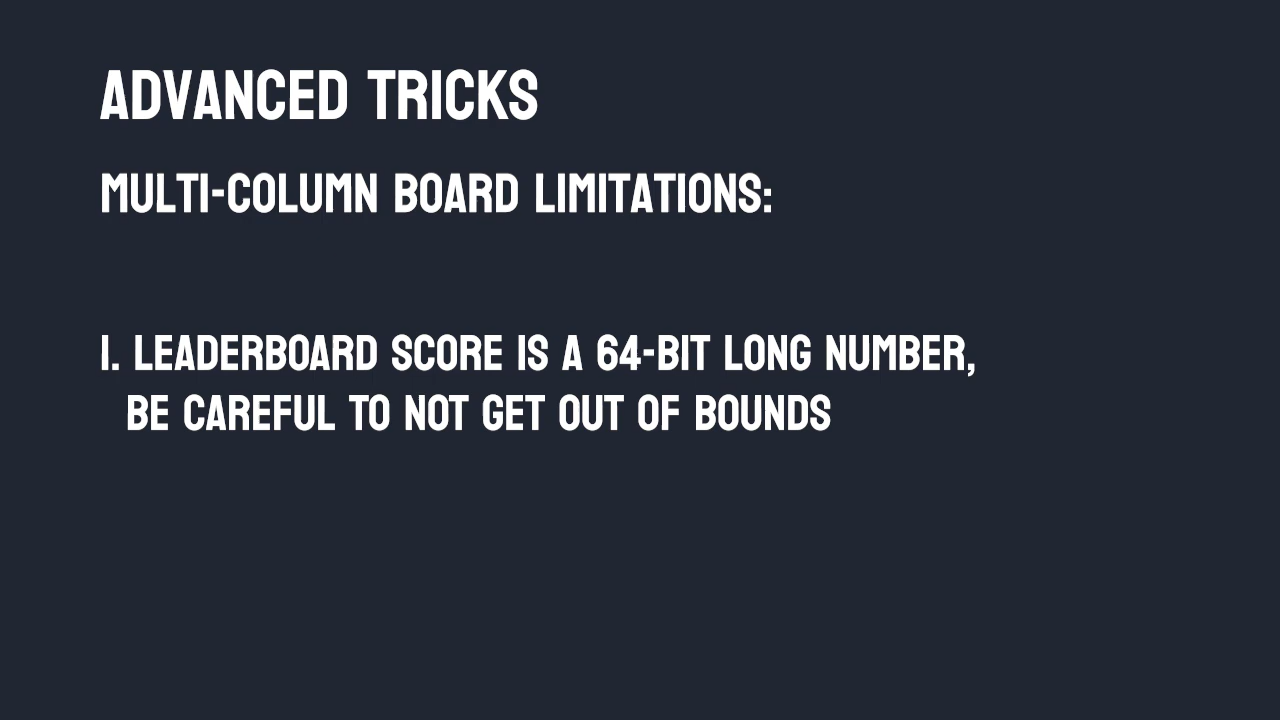 ADVANCED TRICKS
MULTI-COLUMN BOARD LIMITATIONS:
1. LEADERBOARD SCORE IS A 64-BIT LONG NUMBER,
BE CAREFUL TO NOT GET OUT OF BOUNDS